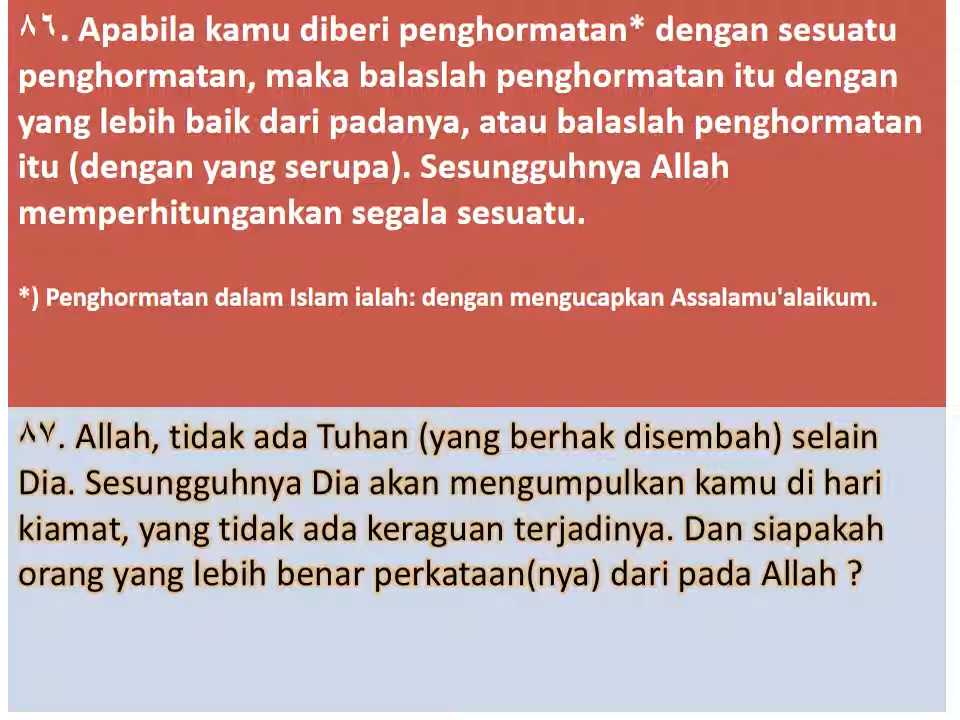 ٨٦. Apabila kamu diberi penghormatan* dengan sesuatu
penghormatan, maka balaslah penghormatan itu dengan
yang lebih baik dari padanya, atau balaslah penghormatan
itu (dengan yang serupa). Sesungguhnya Allah
memperhitungankan segala sesuatu.
*) Penghormatan dalam Islam ialah: dengan mengucapkan Assalamu'alaikum.
٨٧. Allah, tidak ada Tuhan (yang berhak disembah) selain
Dia. Sesungguhnya Dia akan mengumpulkan kamu di hari
kiamat, yang tidak ada keraguan terjadinya. Dan siapakah
orang yang lebih benar perkataan(nya) dari pada Allah ?